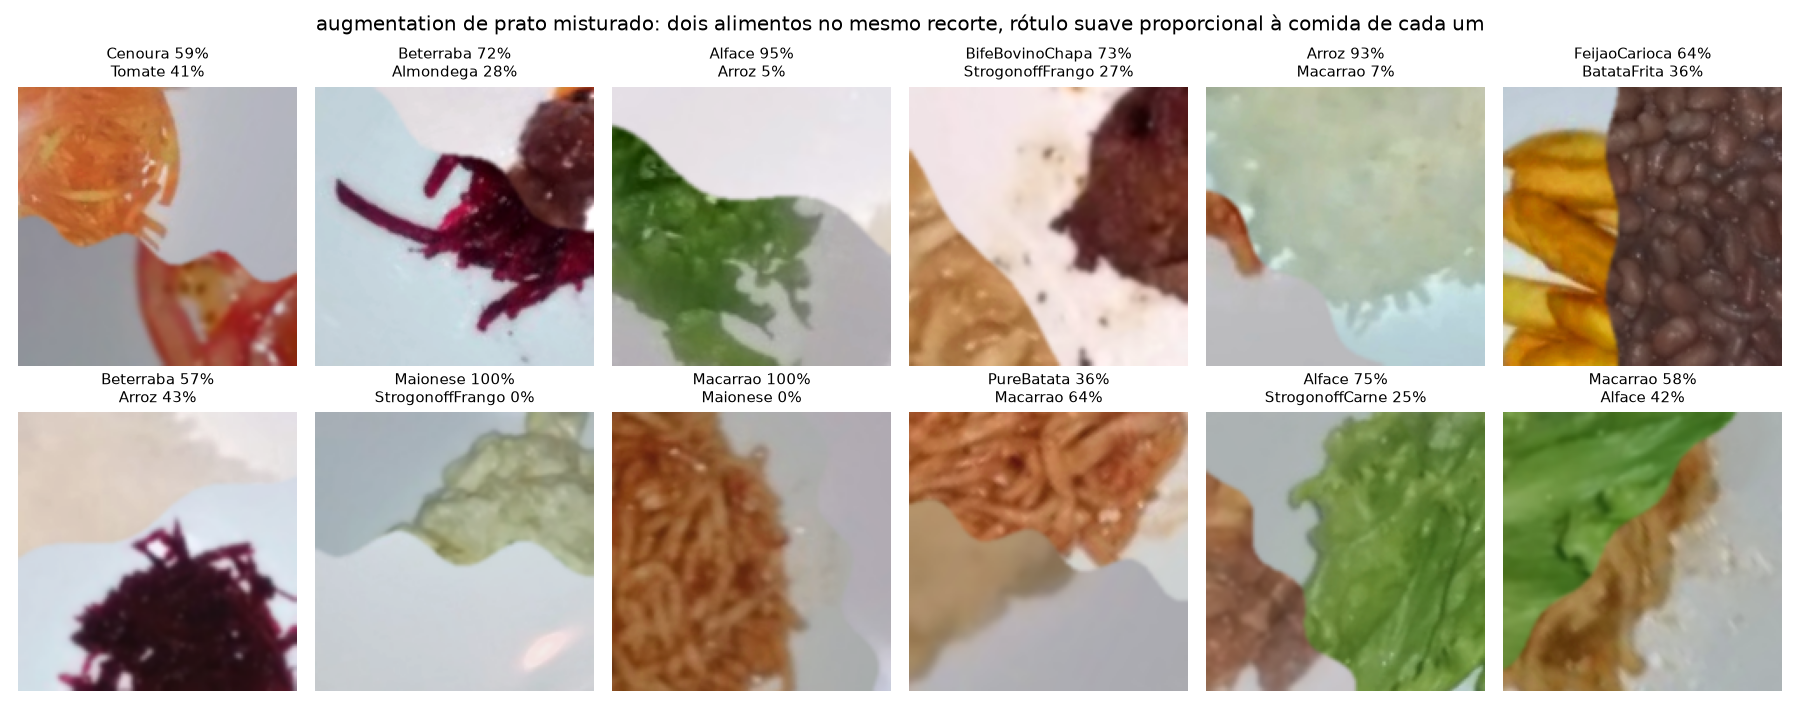 augmentation de prato misturado: dois alimentos no mesmo recorte, rótulo suave proporcional à comida de cada um
Cenoura 59%
Tomate 41%
Beterraba 72%
Almondega 28%
Alface 95%
Arroz 5%
BifeBovinoChapa 73%
StrogonoffFrango 27%
Arroz 93%
Macarrao 7%
FeijaoCarioca 64%
BatataFrita 36%
Beterraba 57%
Arroz 43%
Maionese 100%
StrogonoffFrango 0%
Macarrao 100%
Maionese 0%
PureBatata 36%
Macarrao 64%
Alface 75%
StrogonoffCarne 25%
Macarrao 58%
Alface 42%